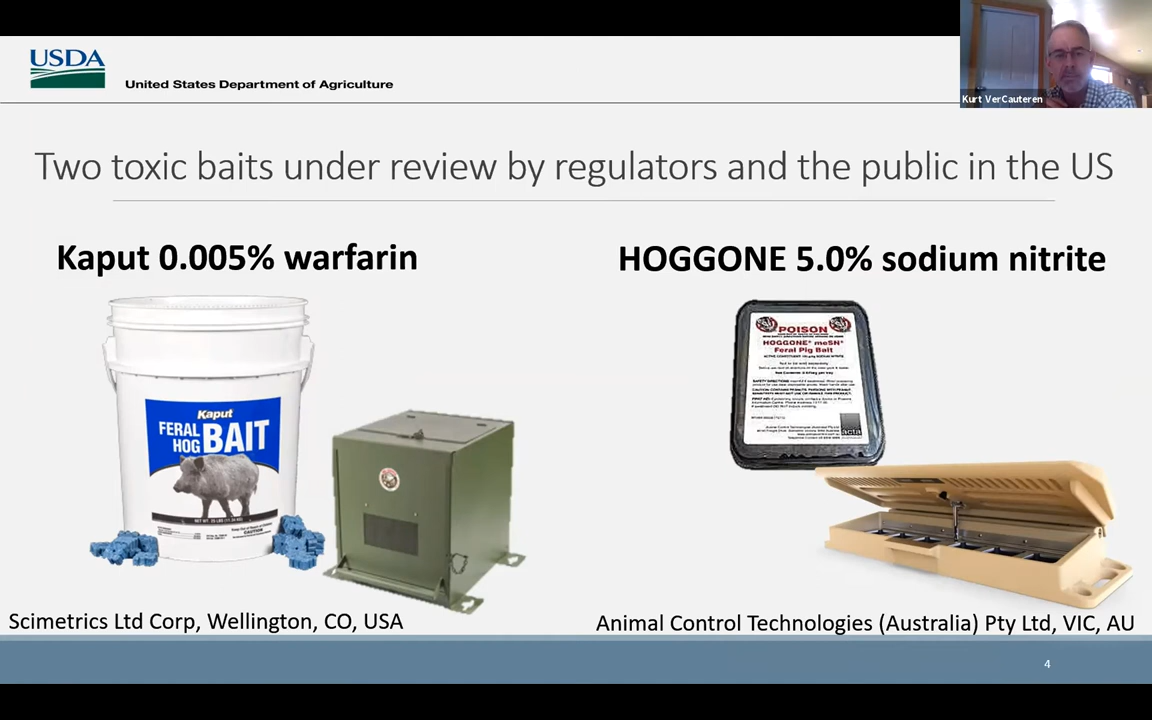 USDA
United States Department of Agriculture
Kurt VerCauteren
Two toxic baits under review by regulators and the public in the US
Kaput 0.005% warfarin
HOGGONE 5.0% sodium nitrite
Kaput
FERAL
HOG BAIT
CAUTION
POISON
HOGGONE® meSN®
Feral Pig Bait
acta
Scimetrics Ltd Corp, Wellington, CO, USA
Animal Control Technologies (Australia) Pty Ltd, VIC, AU
4